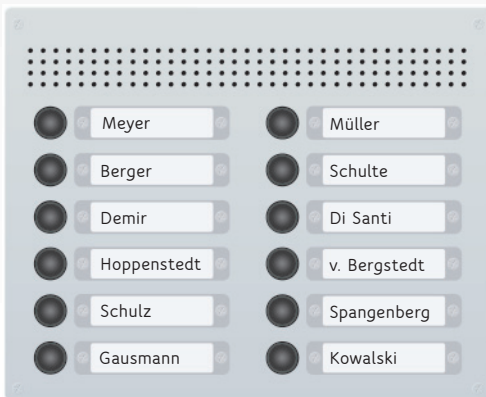 Meyer
Müller
Berger
Schulte
Demir
Di Santi
Hoppenstedt
v. Bergstedt
Schulz
Spangenberg
Gausmann
Kowalski